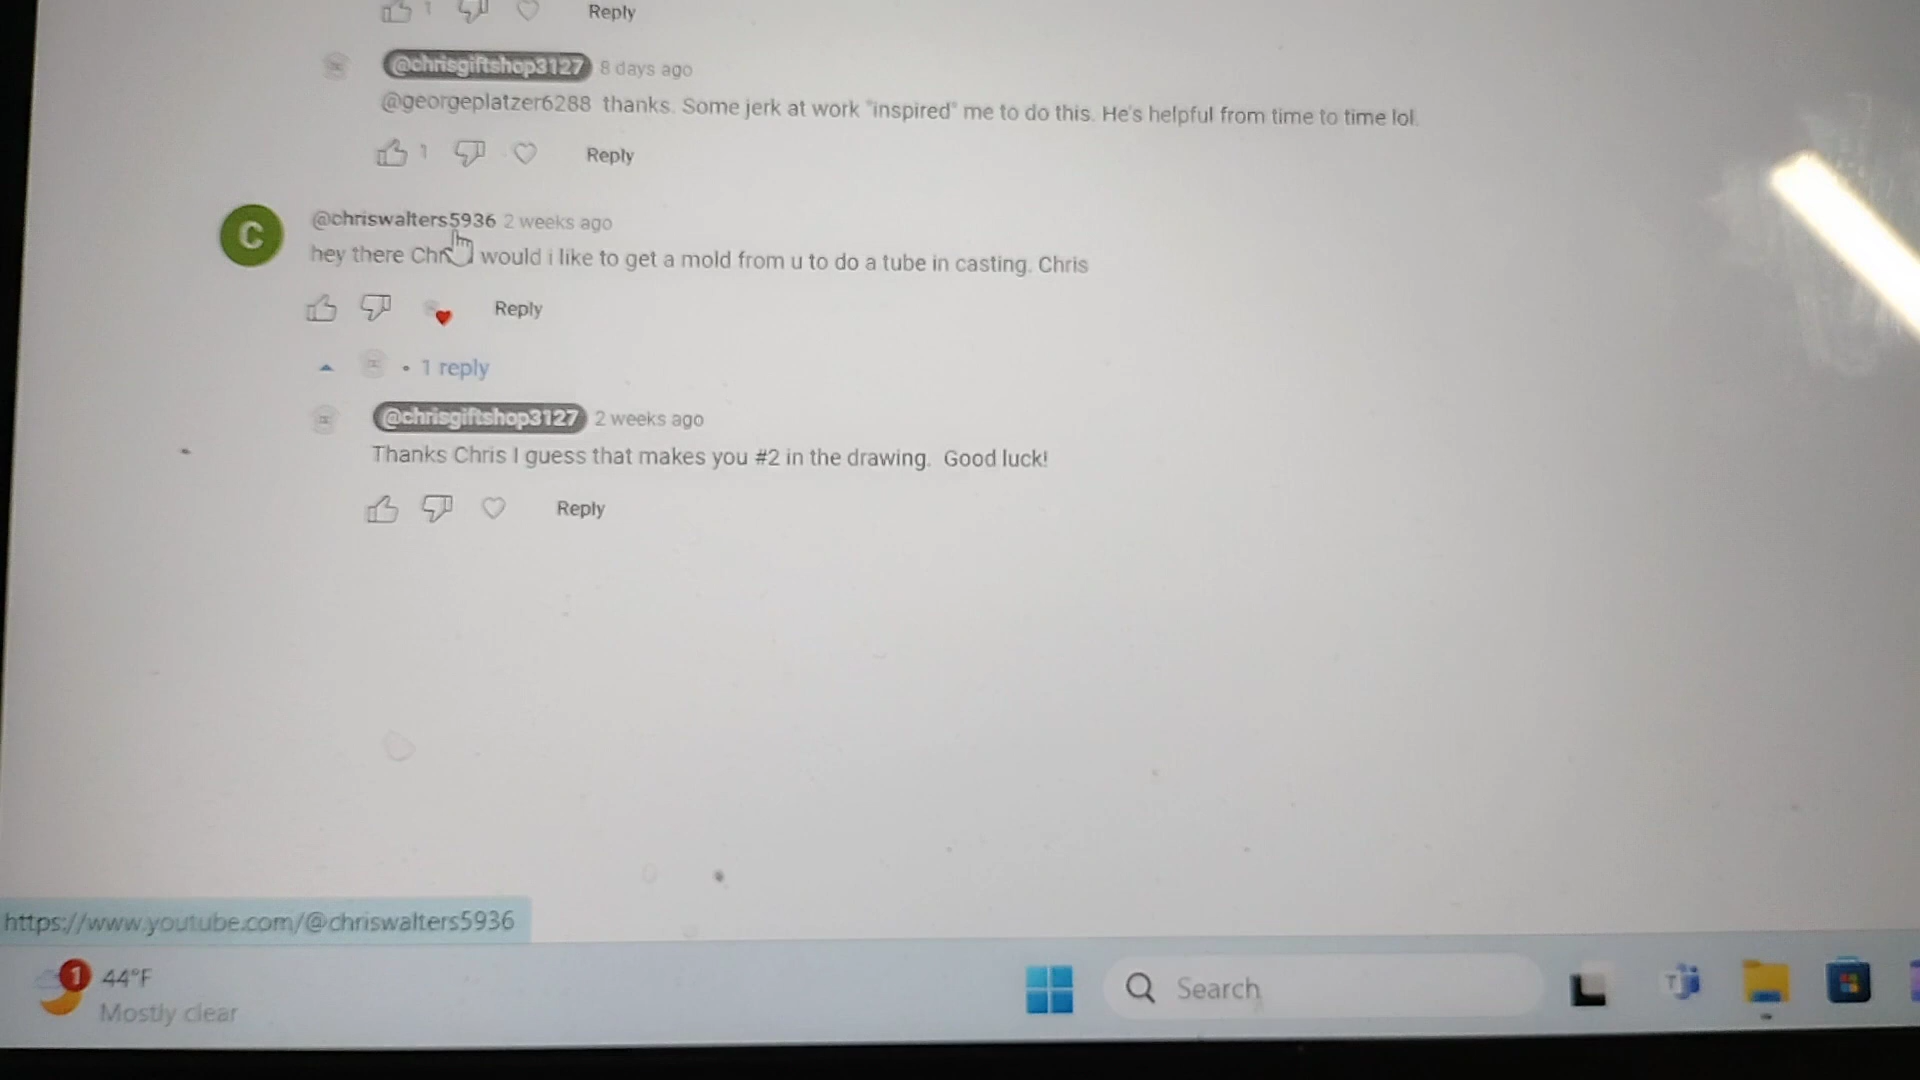 1 Reply
@chrisgiftshop3127 8 days ago
@georgeplatzer6288 thanks. Some jerk at work "inspired" me to do this. He's helpful from time to time lol.
1 Reply
C
@chriswalters5936 2 weeks ago
hey there would i like to get a mold from u to do a tube in casting. Chris
Reply
• 1 reply
@chrisgiftshop3127 2 weeks ago
Thanks Chris I guess that makes you #2 in the drawing. Good luck!
Reply
https://www.youtube.com/@chriswalters5936
1 44°F
Mostly clear
Search